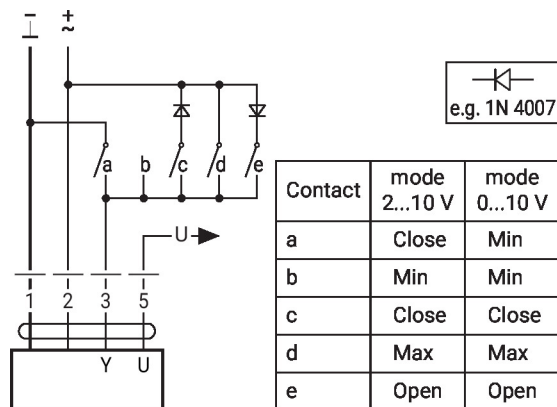 − +
⊥ ~
e.g. 1N 4007
a b c d e
U
1 2 3 5
Y U
Contact mode 2...10 V mode 0...10 V
a Close Min
b Min Min
c Close Close
d Max Max
e Open Open